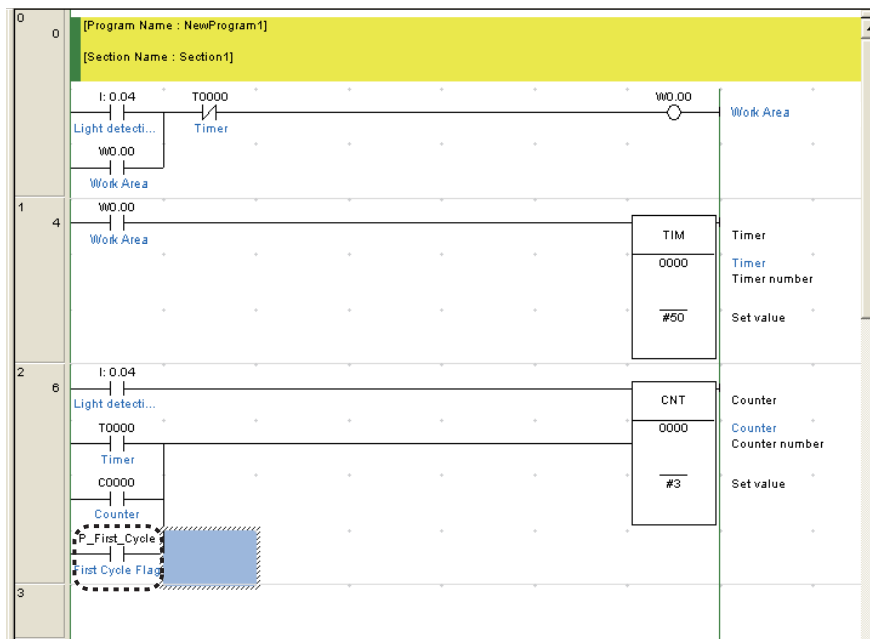 0
0
[Program Name : NewProgram1]
[Section Name : Section1]
I: 0.04
T0000
W0.00
Light detecti...
Timer
Work Area
W0.00
Work Area
1
4
W0.00
Work Area
TIM
Timer
0000
Timer
Timer number
#50
Set value
2
6
I: 0.04
Light detecti...
CNT
Counter
T0000
Timer
0000
Counter
Counter number
C0000
Counter
#3
Set value
P_First_Cycle
First Cycle Flag
3